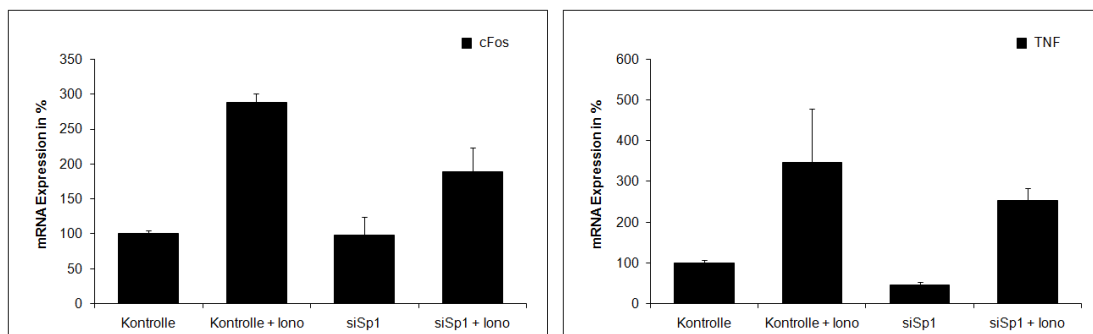 cFos
mRNA Expression in %
350
300
250
200
150
100
50
0
Kontrolle
Kontrolle + Iono
siSp1
siSp1 + Iono
TNF
mRNA Expression in %
600
500
400
300
200
100
0
Kontrolle
Kontrolle + Iono
siSp1
siSp1 + Iono